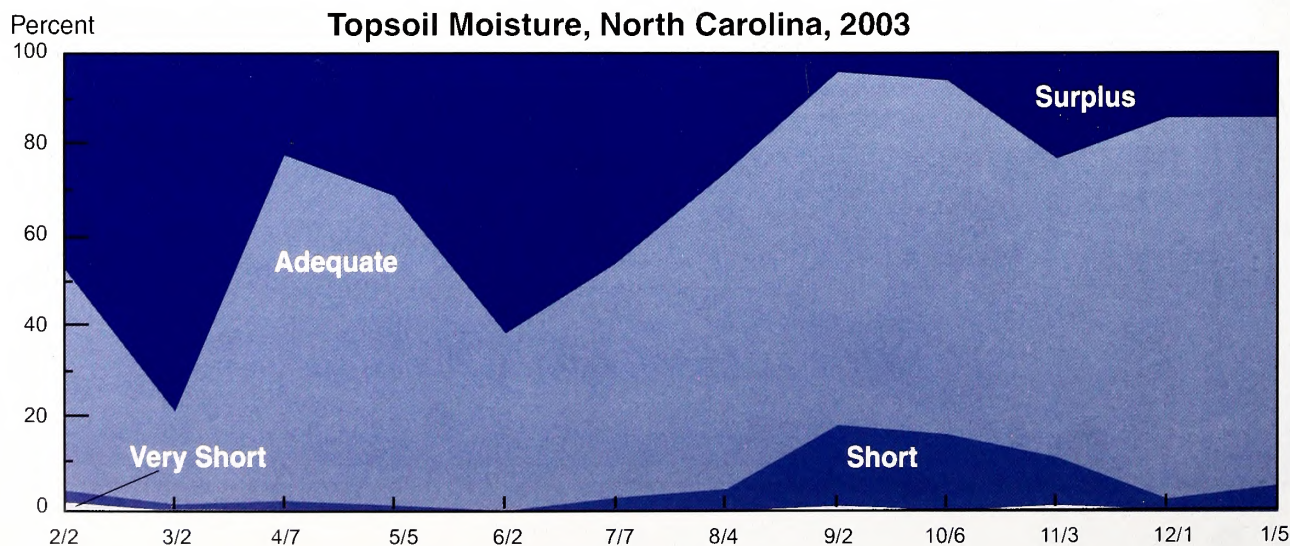 Percent
Topsoil Moisture, North Carolina, 2003
100
80
60
40
20
0
Surplus
Adequate
Very Short
Short
2/2 3/2 4/7 5/5 6/2 7/7 8/4 9/2 10/6 11/3 12/1 1/5